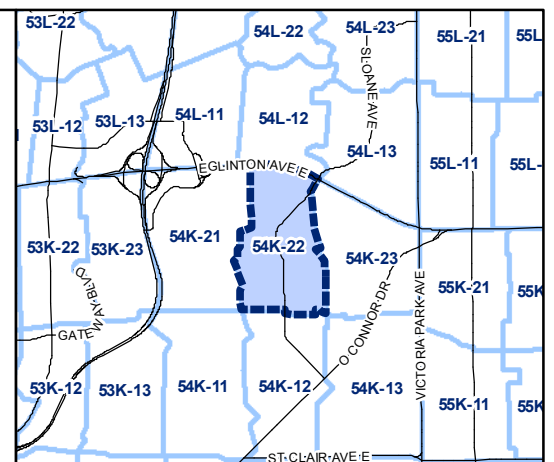 53L-22
54L-22
54L-23
55L-21
55L
SLOANE AVE
53L-12
53L-13
54L-11
54L-12
54L-13
55L-11
55L-
EGLINTON AVE E
53K-22
53K-23
54K-21
54K-22
54K-23
55K-21
55K
GATEWAY BLVD
O CONNOR DR
VICTORIA PARK AVE
53K-12
53K-13
54K-11
54K-12
54K-13
55K-11
55K
ST CLAIR AVE E